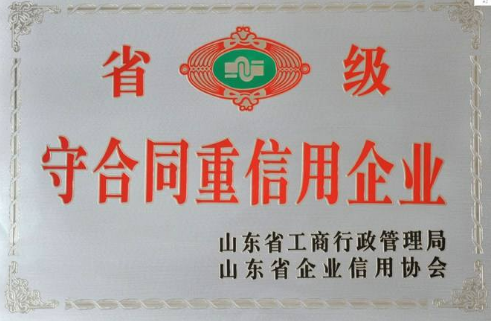 省级
守合同重信用企业
山东省工商行政管理局
山东省企业信用协会